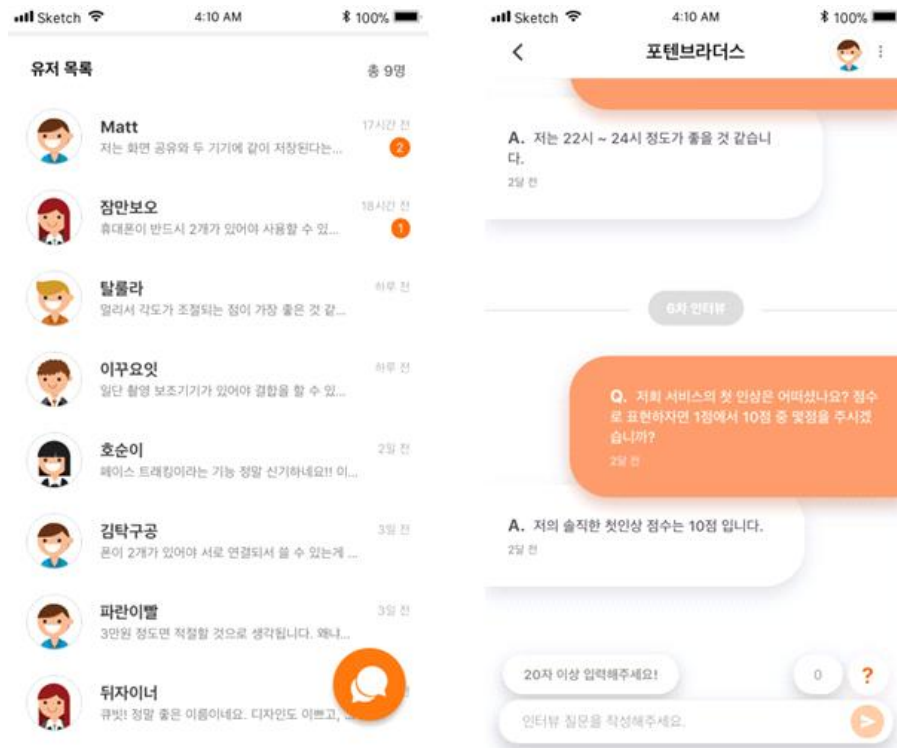 Sketch 4:10 AM 100%
유저 목록 총 9명
Matt 17시간 전
저는 화면 공유와 두 기기에 같이 저장된다는... 2
잠만보오 18시간 전
휴대폰이 반드시 2개가 있어야 사용할 수 있... 1
탈룰라 하루 전
멀리서 각도가 조절되는 점이 가장 좋은 것 같...
이꾸요잇 하루 전
일단 촬영 보조기기가 있어야 결합을 할 수 있...
호순이 2일 전
페이스 트래킹이라는 기능 정말 신기하네요!! 이...
김탁구공 3일 전
폰이 2개가 있어야 서로 연결되서 쓸 수 있는게 ...
파란이빨 3일 전
3만원 정도면 적절할 것으로 생각됩니다. 왜냐...
뒤자이너
큐빗! 정말 좋은 이름이네요. 디자인도 이쁘고, ...
Sketch 4:10 AM 100%
포텐브라더스
A. 저는 22시 ~ 24시 정도가 좋을 것 같습니
다.
2달 전
6차 인터뷰
Q. 저희 서비스의 첫 인상은 어떠셨나요? 점수
로 표현하자면 1점에서 10점 중 몇점을 주시겠
습니까?
2달 전
A. 저의 솔직한 첫인상 점수는 10점 입니다.
2달 전
20자 이상 입력해주세요! 0 ?
인터뷰 질문을 작성해주세요.